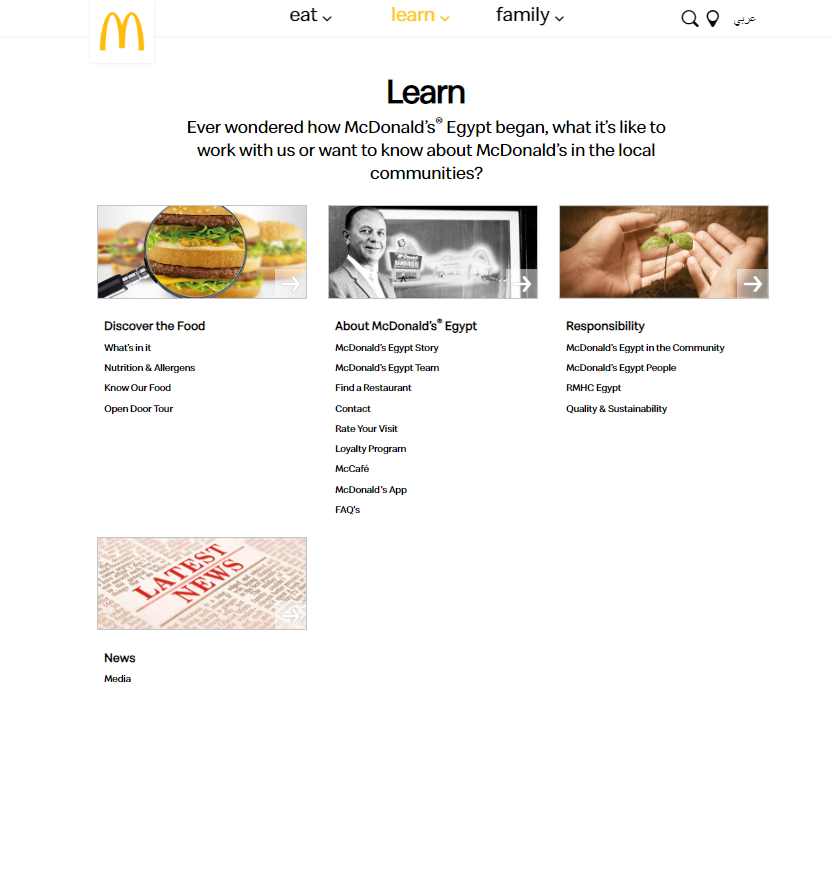 eat
learn
family
عربي
Learn
Ever wondered how McDonald's® Egypt began, what it's like to
work with us or want to know about McDonald's in the local
communities?
Discover the Food
What's in it
Nutrition & Allergens
Know Our Food
Open Door Tour
About McDonald's® Egypt
McDonald's Egypt Story
McDonald's Egypt Team
Find a Restaurant
Contact
Rate Your Visit
Loyalty Program
McCafé
McDonald's App
FAQ's
Responsibility
McDonald's Egypt in the Community
McDonald's Egypt People
RMHC Egypt
Quality & Sustainability
LATEST
NEWS
News
Media